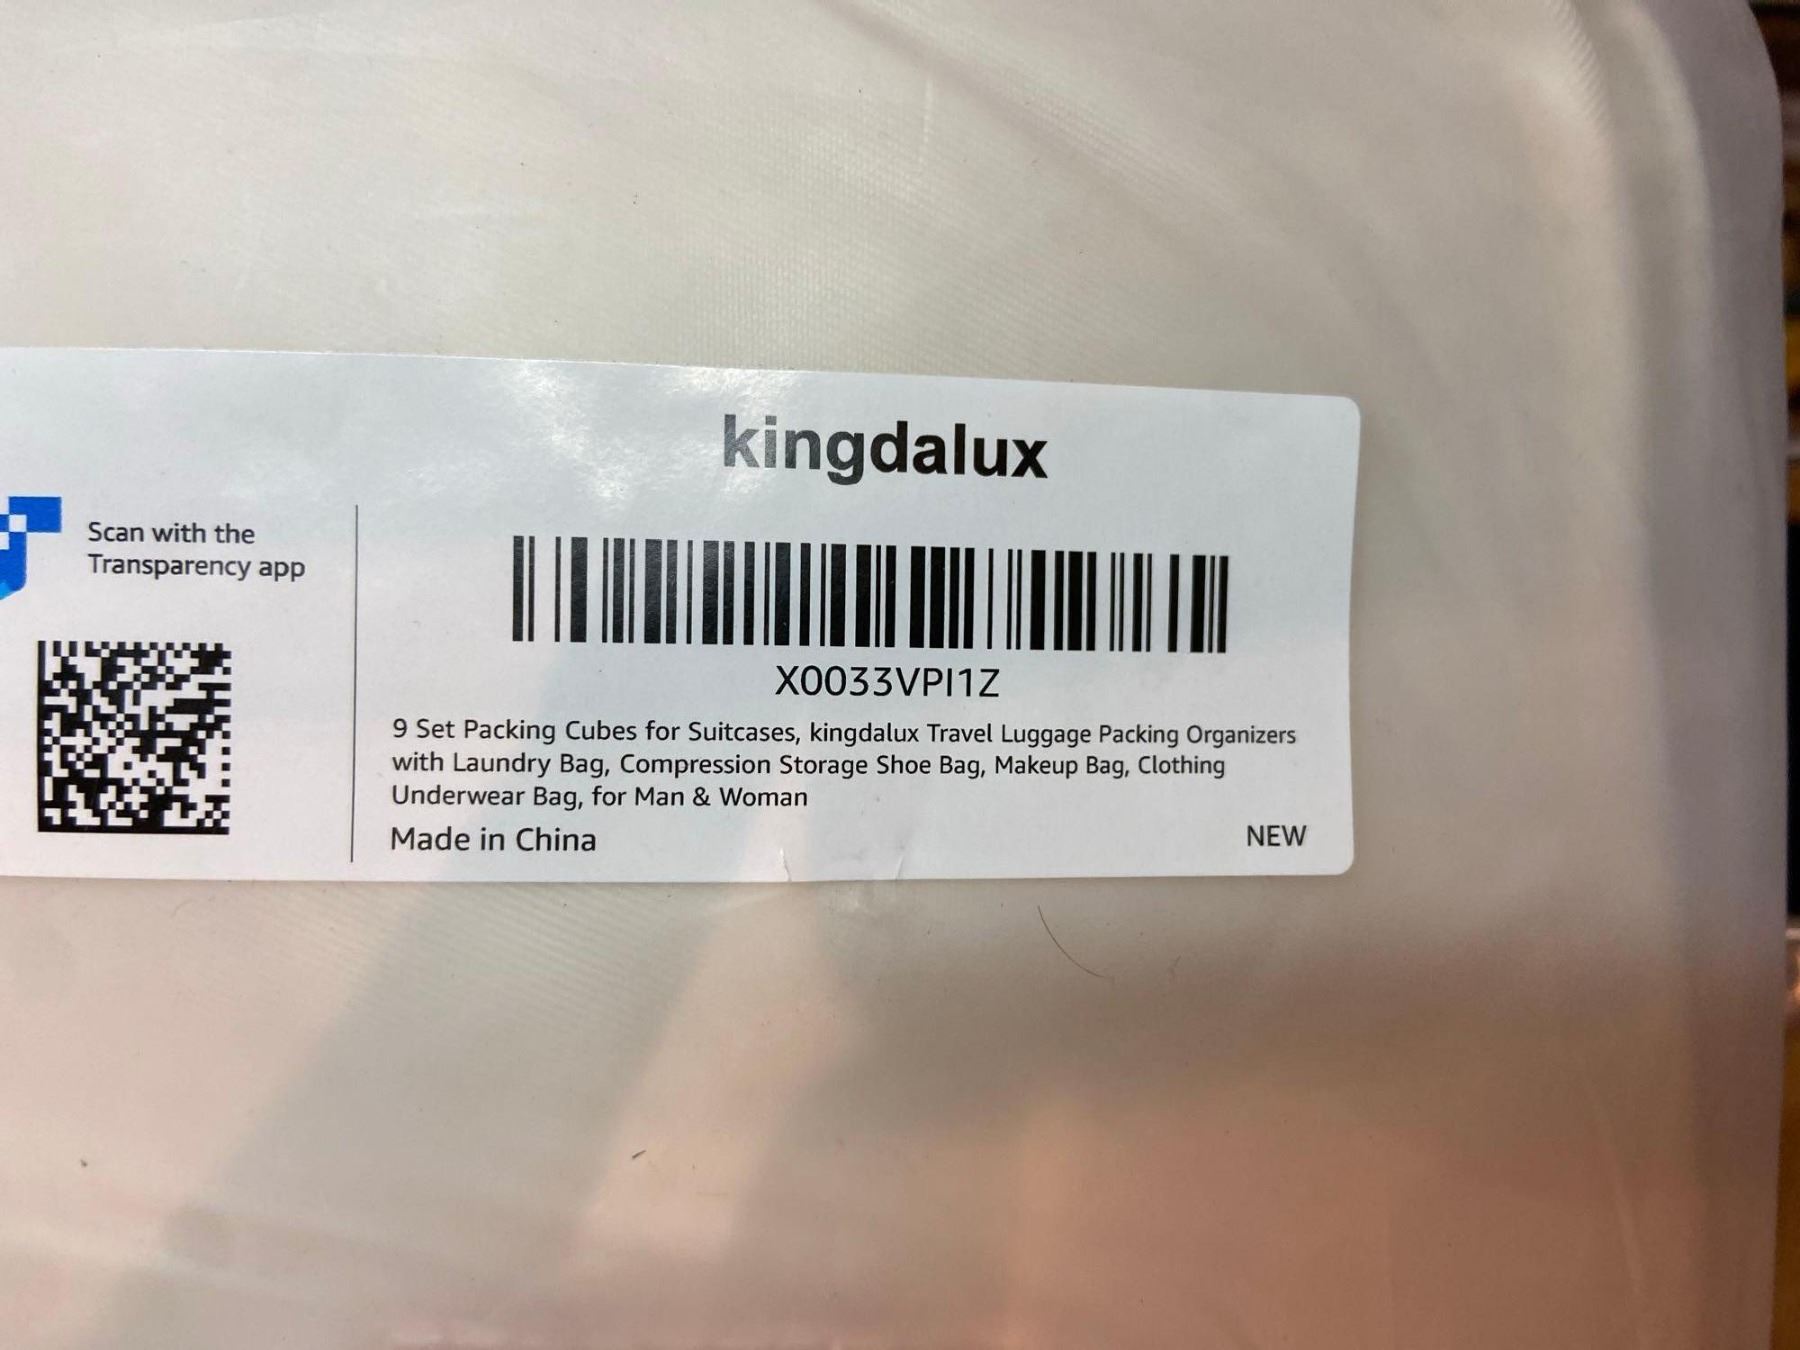 kingdalux
Scan with the
Transparency app
X0033VPI1Z
9 Set Packing Cubes for Suitcases, kingdalux Travel Luggage Packing Organizers
with Laundry Bag, Compression Storage Shoe Bag, Makeup Bag, Clothing
Underwear Bag, for Man & Woman
Made in China
NEW